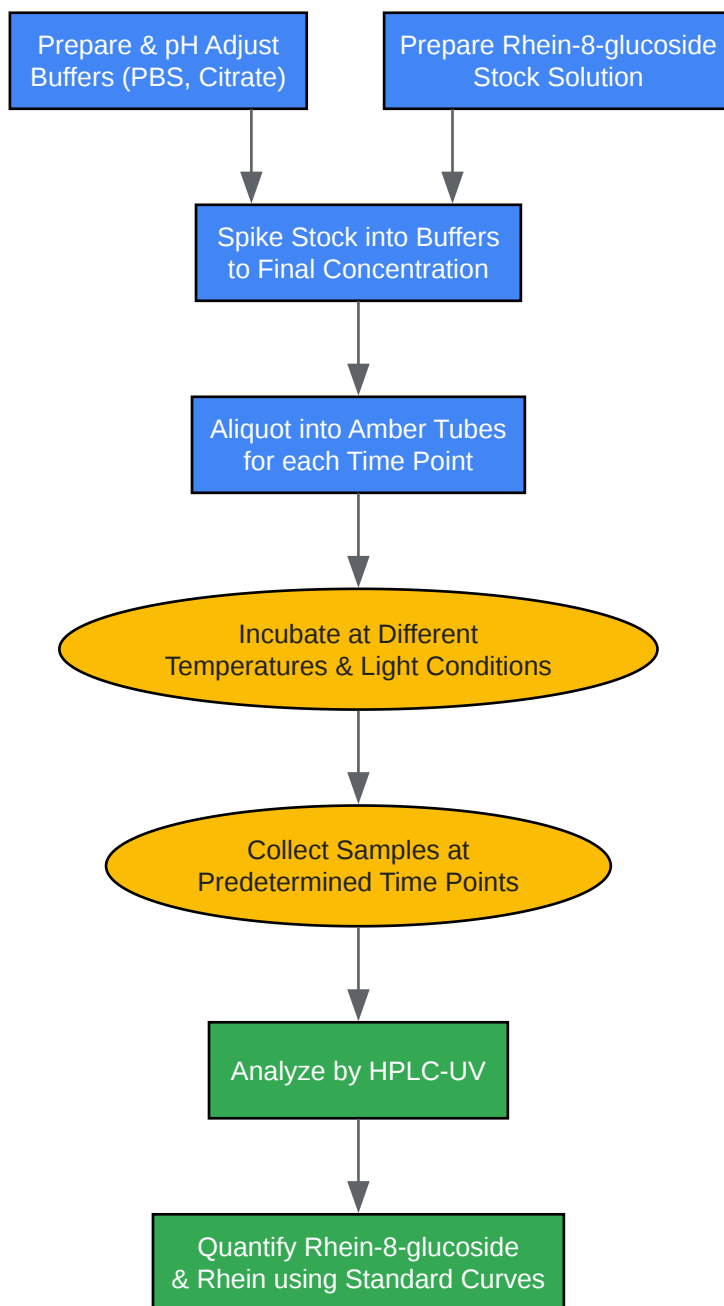 Prepare & pH Adjust
Buffers (PBS, Citrate)
Prepare Rhein-8-glucoside
Stock Solution
Spike Stock into Buffers
to Final Concentration
Aliquot into Amber Tubes
for each Time Point
Incubate at Different
Temperatures & Light Conditions
Collect Samples at
Predetermined Time Points
Analyze by HPLC-UV
Quantify Rhein-8-glucoside
& Rhein using Standard Curves